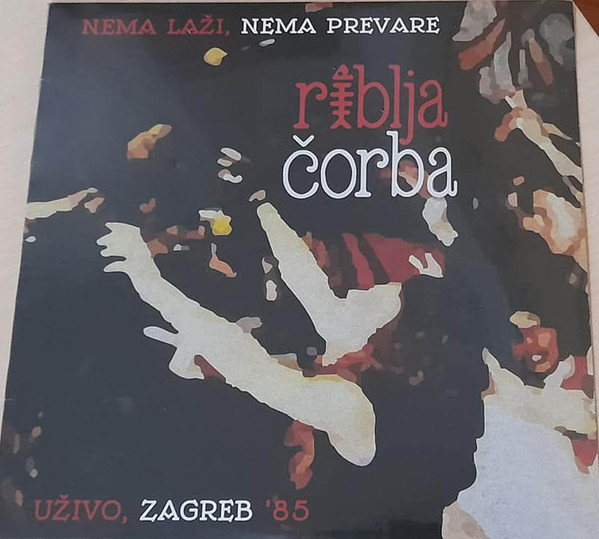 NEMA LAŽI, NEMA PREVARE
riblja
čorba
UŽIVO, ZAGREB '85